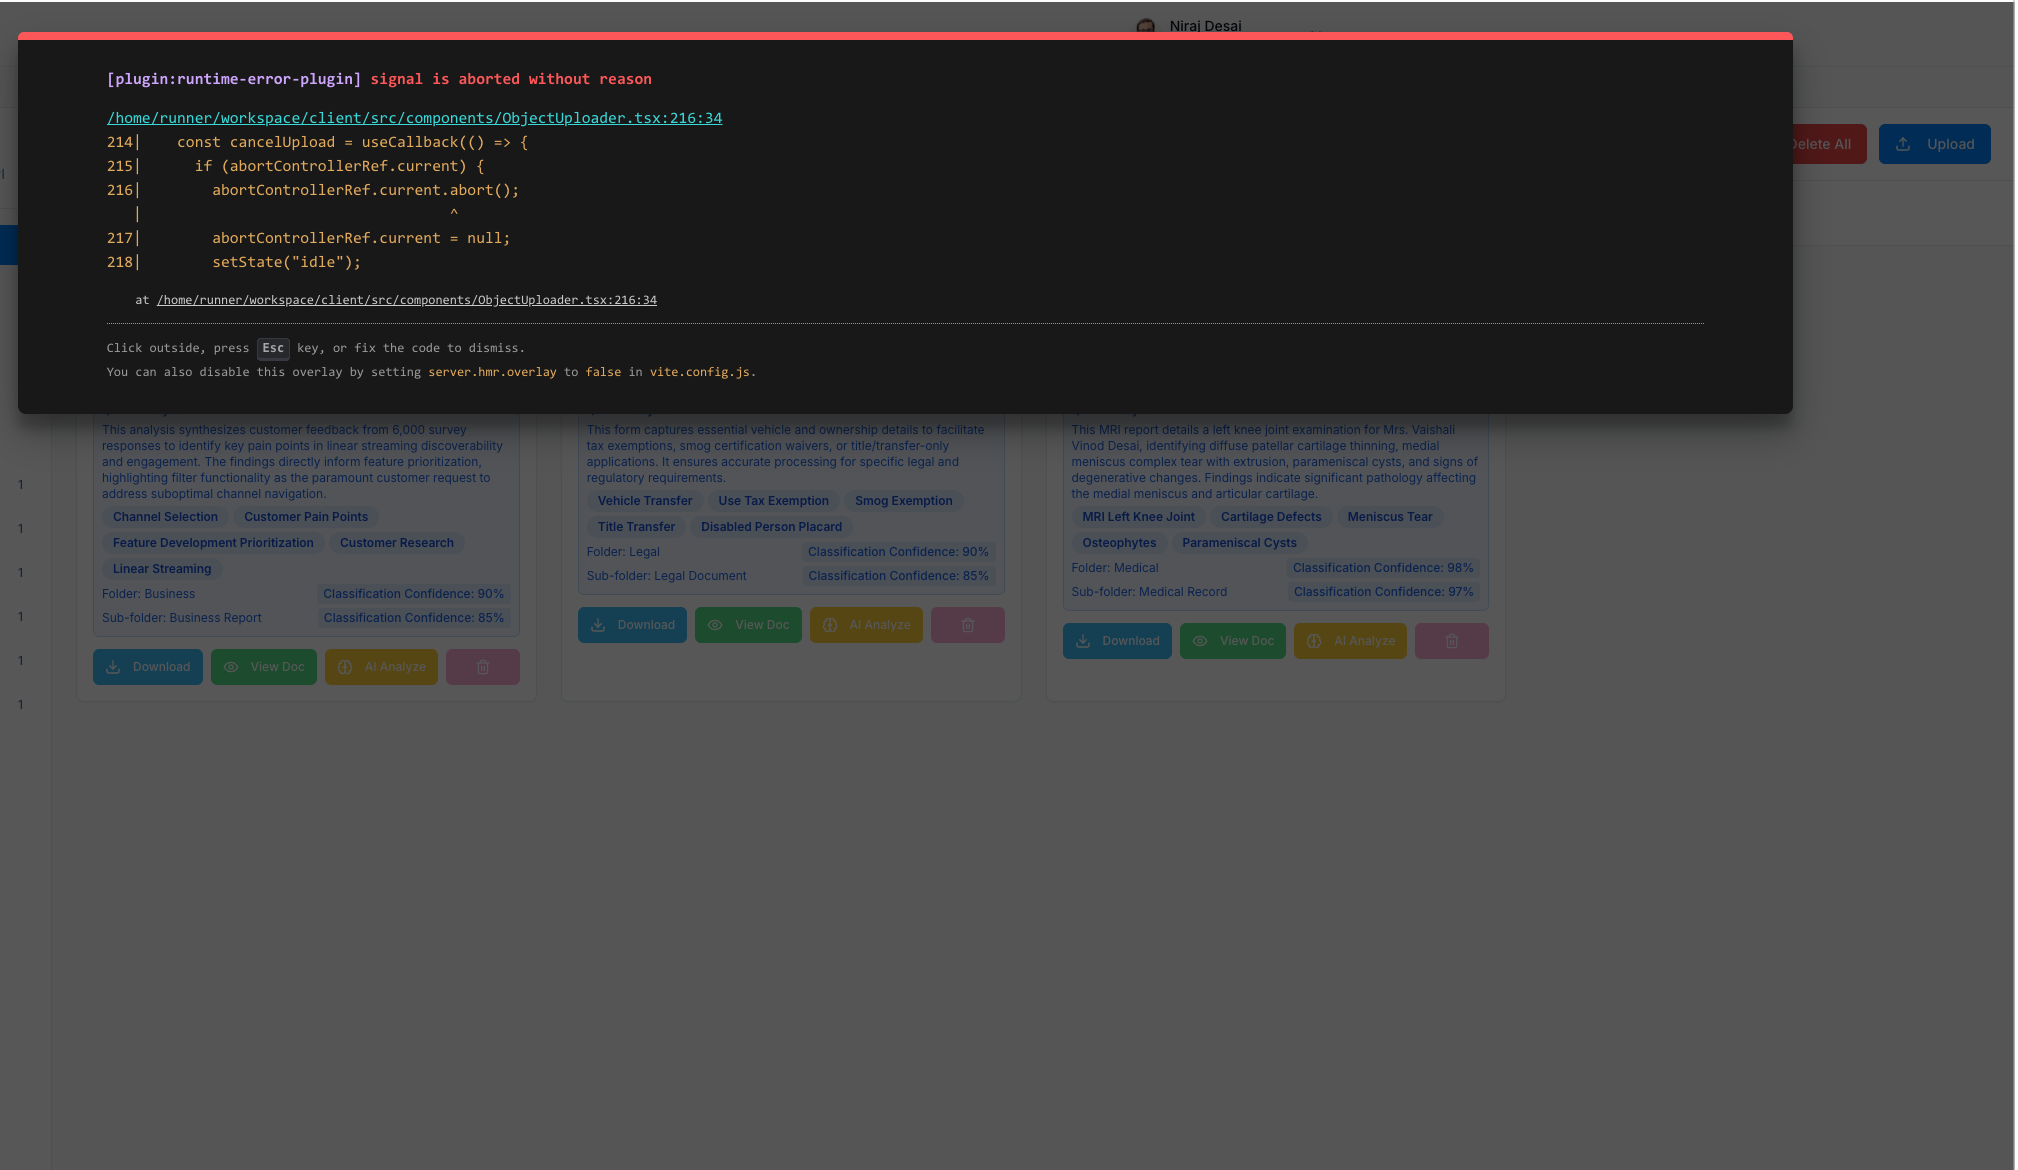 Niraj Desai
[plugin:runtime-error-plugin] signal is aborted without reason
/home/runner/workspace/client/src/components/ObjectUploader.tsx:216:34
214|    const cancelUpload = useCallback(() => {
215|      if (abortControllerRef.current) {
216|        abortControllerRef.current.abort();
   |                                   ^
217|        abortControllerRef.current = null;
218|        setState("idle");
at /home/runner/workspace/client/src/components/ObjectUploader.tsx:216:34
Click outside, press Esc key, or fix the code to dismiss.
You can also disable this overlay by setting server.hmr.overlay to false in vite.config.js.
Delete All
Upload
This analysis synthesizes customer feedback from 6,000 survey
responses to identify key pain points in linear streaming discoverability
and engagement. The findings directly inform feature prioritization,
highlighting filter functionality as the paramount customer request to
address suboptimal channel navigation.
Channel Selection
Customer Pain Points
Feature Development Prioritization
Customer Research
Linear Streaming
Folder: Business
Classification Confidence: 90%
Sub-folder: Business Report
Classification Confidence: 85%
Download
View Doc
AI Analyze
This form captures essential vehicle and ownership details to facilitate
tax exemptions, smog certification waivers, or title/transfer-only
applications. It ensures accurate processing for specific legal and
regulatory requirements.
Vehicle Transfer
Use Tax Exemption
Smog Exemption
Title Transfer
Disabled Person Placard
Folder: Legal
Classification Confidence: 90%
Sub-folder: Legal Document
Classification Confidence: 85%
Download
View Doc
AI Analyze
This MRI report details a left knee joint examination for Mrs. Vaishali
Vinod Desai, identifying diffuse patellar cartilage thinning, medial
meniscus complex tear with extrusion, parameniscal cysts, and signs of
degenerative changes. Findings indicate significant pathology affecting
the medial meniscus and articular cartilage.
MRI Left Knee Joint
Cartilage Defects
Meniscus Tear
Osteophytes
Parameniscal Cysts
Folder: Medical
Classification Confidence: 98%
Sub-folder: Medical Record
Classification Confidence: 97%
Download
View Doc
AI Analyze
1
1
1
1
1
1